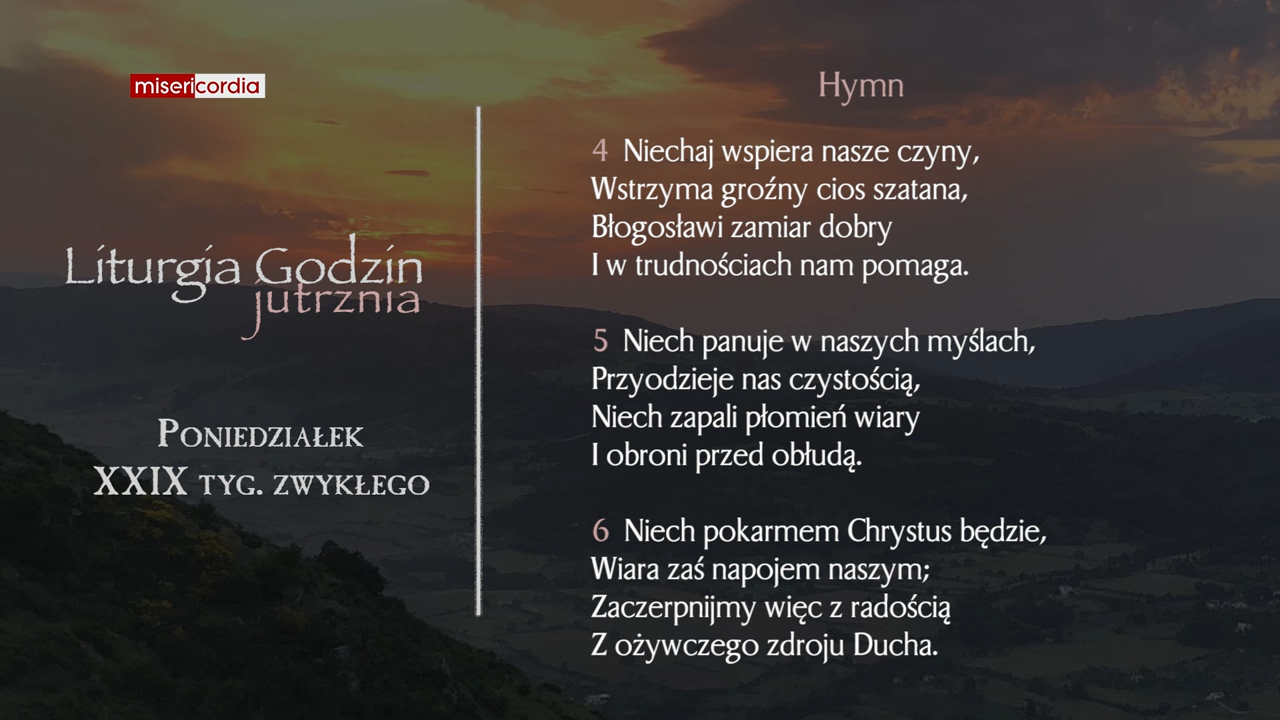 misericordia
Liturgia Godzin
jutrznia
Poniedziałek
XXIX tyg. zwykłego
Hymn
4 Niechaj wspiera nasze czyny,
Wstrzyma groźny cios szatana,
Błogosławi zamiar dobry
I w trudnościach nam pomaga.
5 Niech panuje w naszych myślach,
Przyodzieje nas czystością,
Niech zapali płomień wiary
I obroni przed obłudą.
6 Niech pokarmem Chrystus będzie,
Wiara zaś napojem naszym;
Zaczerpnijmy więc z radością
Z ożywczego zdroju Ducha.